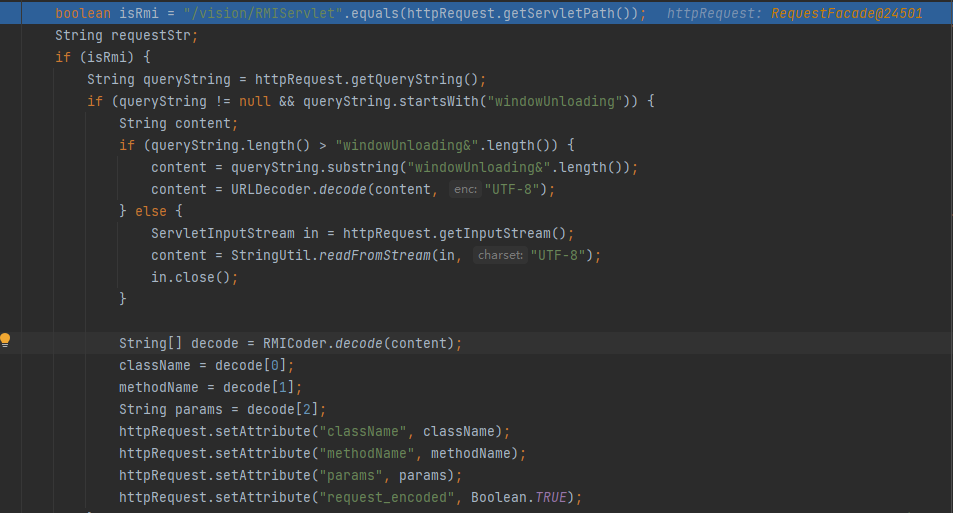 boolean isRmi = "/vision/RMIServlet".equals(httpRequest.getServletPath()); httpRequest: RequestFacade@24501
String requestStr;
if (isRmi) {
String queryString = httpRequest.getQueryString();
if (queryString != null && queryString.startsWith("windowUnloading")) {
String content;
if (queryString.length() > "windowUnloading&".length()) {
content = queryString.substring("windowUnloading&".length());
content = URLDecoder.decode(content, enc: "UTF-8");
} else {
ServletInputStream in = httpRequest.getInputStream();
content = StringUtil.readFromStream(in, charset: "UTF-8");
in.close();
}
String[] decode = RMICoder.decode(content);
className = decode[0];
methodName = decode[1];
String params = decode[2];
httpRequest.setAttribute("className", className);
httpRequest.setAttribute("methodName", methodName);
httpRequest.setAttribute("params", params);
httpRequest.setAttribute("request_encoded", Boolean.TRUE);